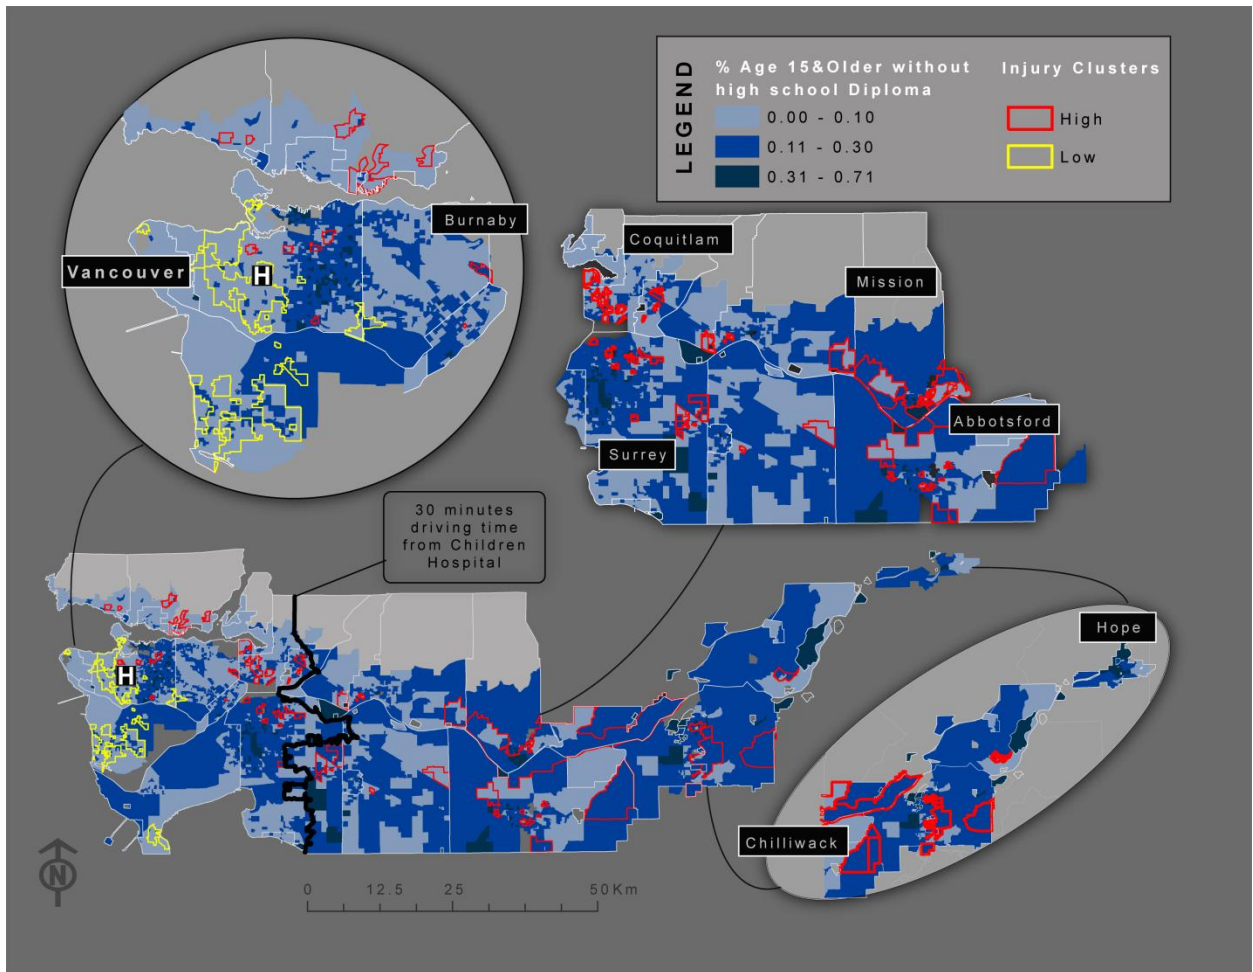 LEGEND
% Age 15&Older without
high school Diploma
0.00 - 0.10
0.11 - 0.30
0.31 - 0.71
Injury Clusters
High
Low
Burnaby
Vancouver
H
Coquitlam
Mission
Abbotsford
Surrey
30 minutes
driving time
from Children
Hospital
H
Hope
Chilliwack
N
0 12.5 25 50Km